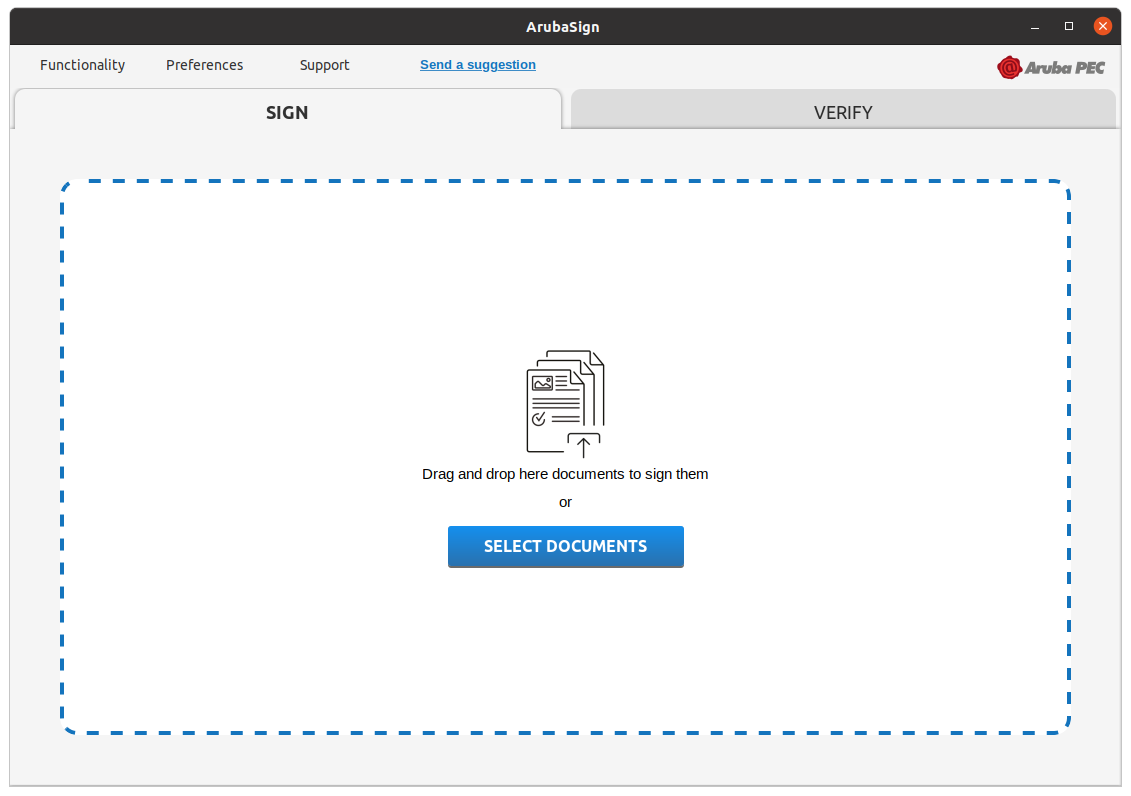 ArubaSign
Functionality Preferences Support Send a suggestion Aruba PEC
SIGN VERIFY
Drag and drop here documents to sign them
or
SELECT DOCUMENTS